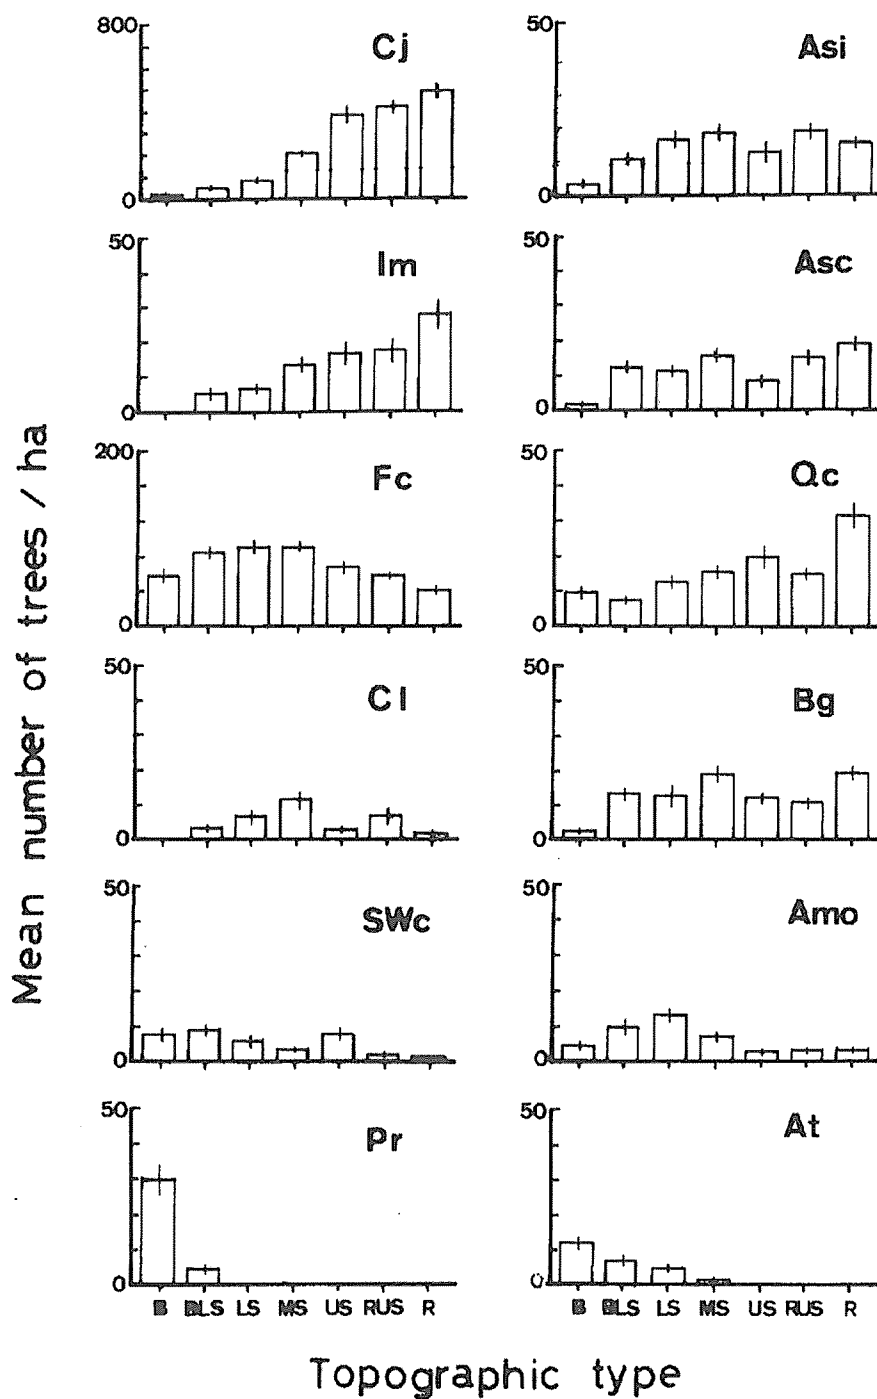 Mean number of trees / ha
800
Cj
0
50
Asi
0
50
Im
0
50
Asc
0
200
Fc
0
50
Qc
0
50
Cl
0
50
Bg
0
50
SWc
0
50
Amo
0
50
Pr
0
50
At
0
B BLS LS MS US RUS R
B BLS LS MS US RUS R
Topographic type